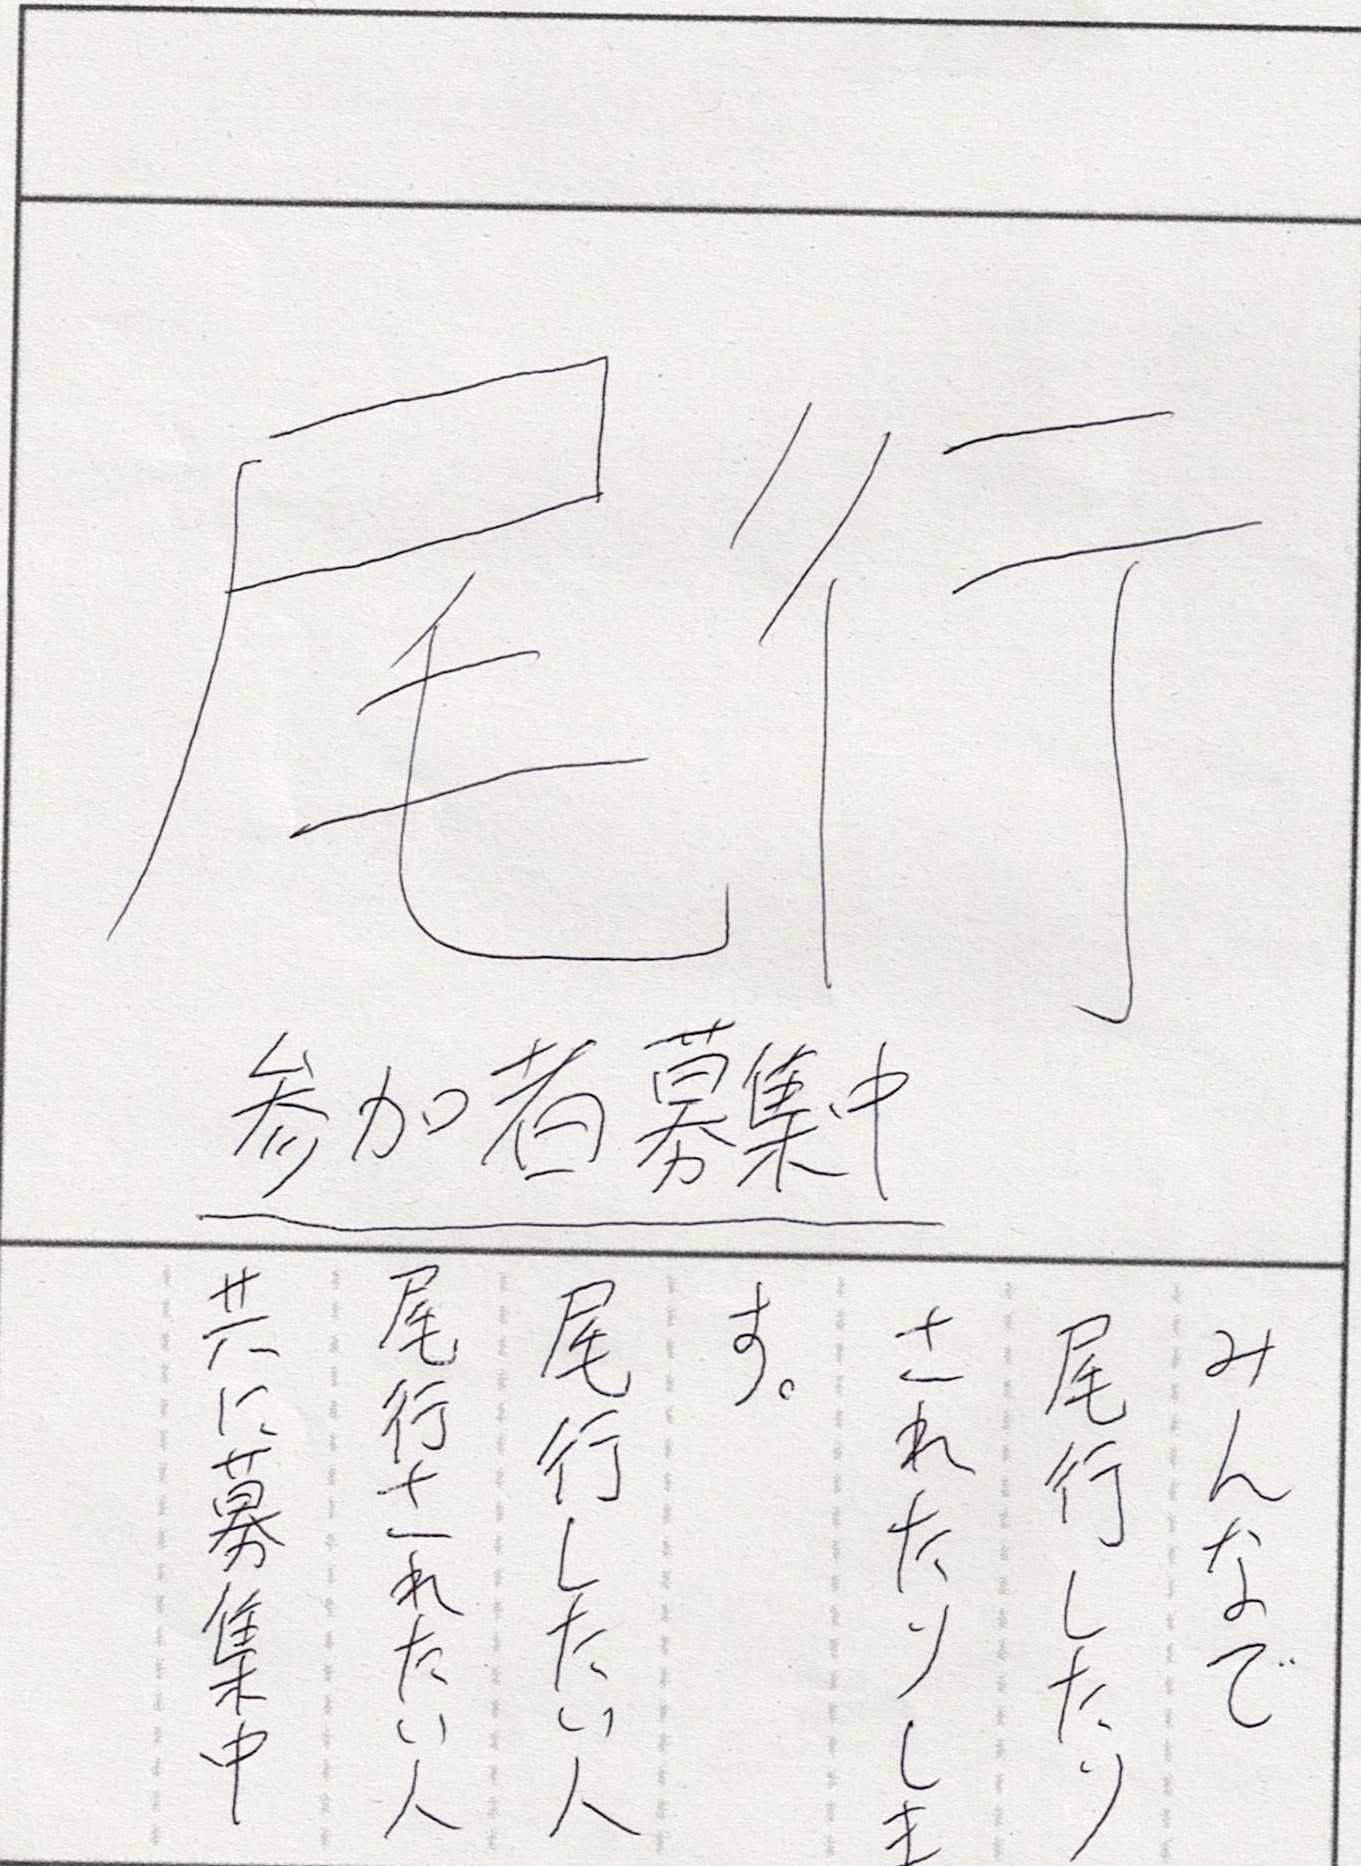 尾行
参加者募集中
みんなで
尾行したり
されたりしま
す。
尾行したい人
尾行されたい人
共に募集中